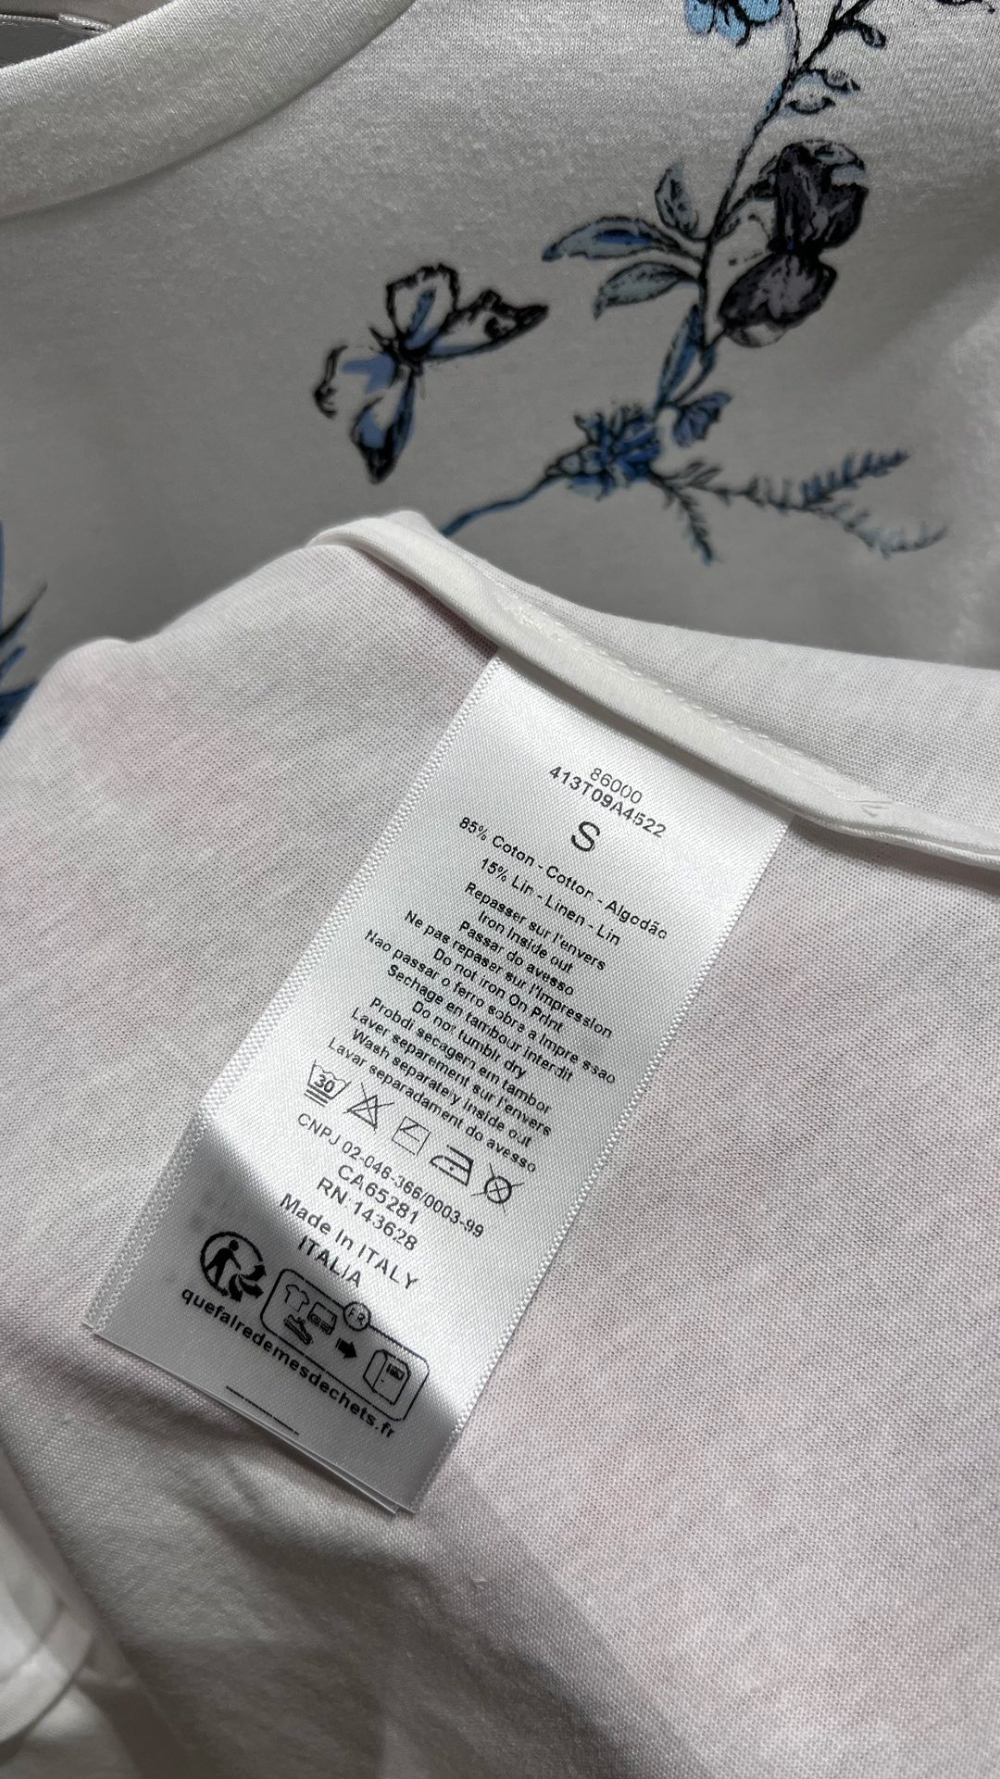 86000
413T09A4522
S
85% Coton - Cotton - Algodão
15% Lin - Linen - Lin
Repasser sur l'envers
Iron Inside out
Passar do avesso
Ne pas repaser sur l'Impression
Do not iron On Print
Nao passar o ferro sobre a Impre ssao
Sechage en tambour interdit
Do not tumblr dry
Probdi secagem em tambor
Laver separement sur l'envers
Wash separately Inside out
Lavar separadament do avesso
30
CNPJ 02-046-366/0003-99
CA65281
RN:143628
Made In ITALY
ITALIA
FR
quefairedemesdechets.fr